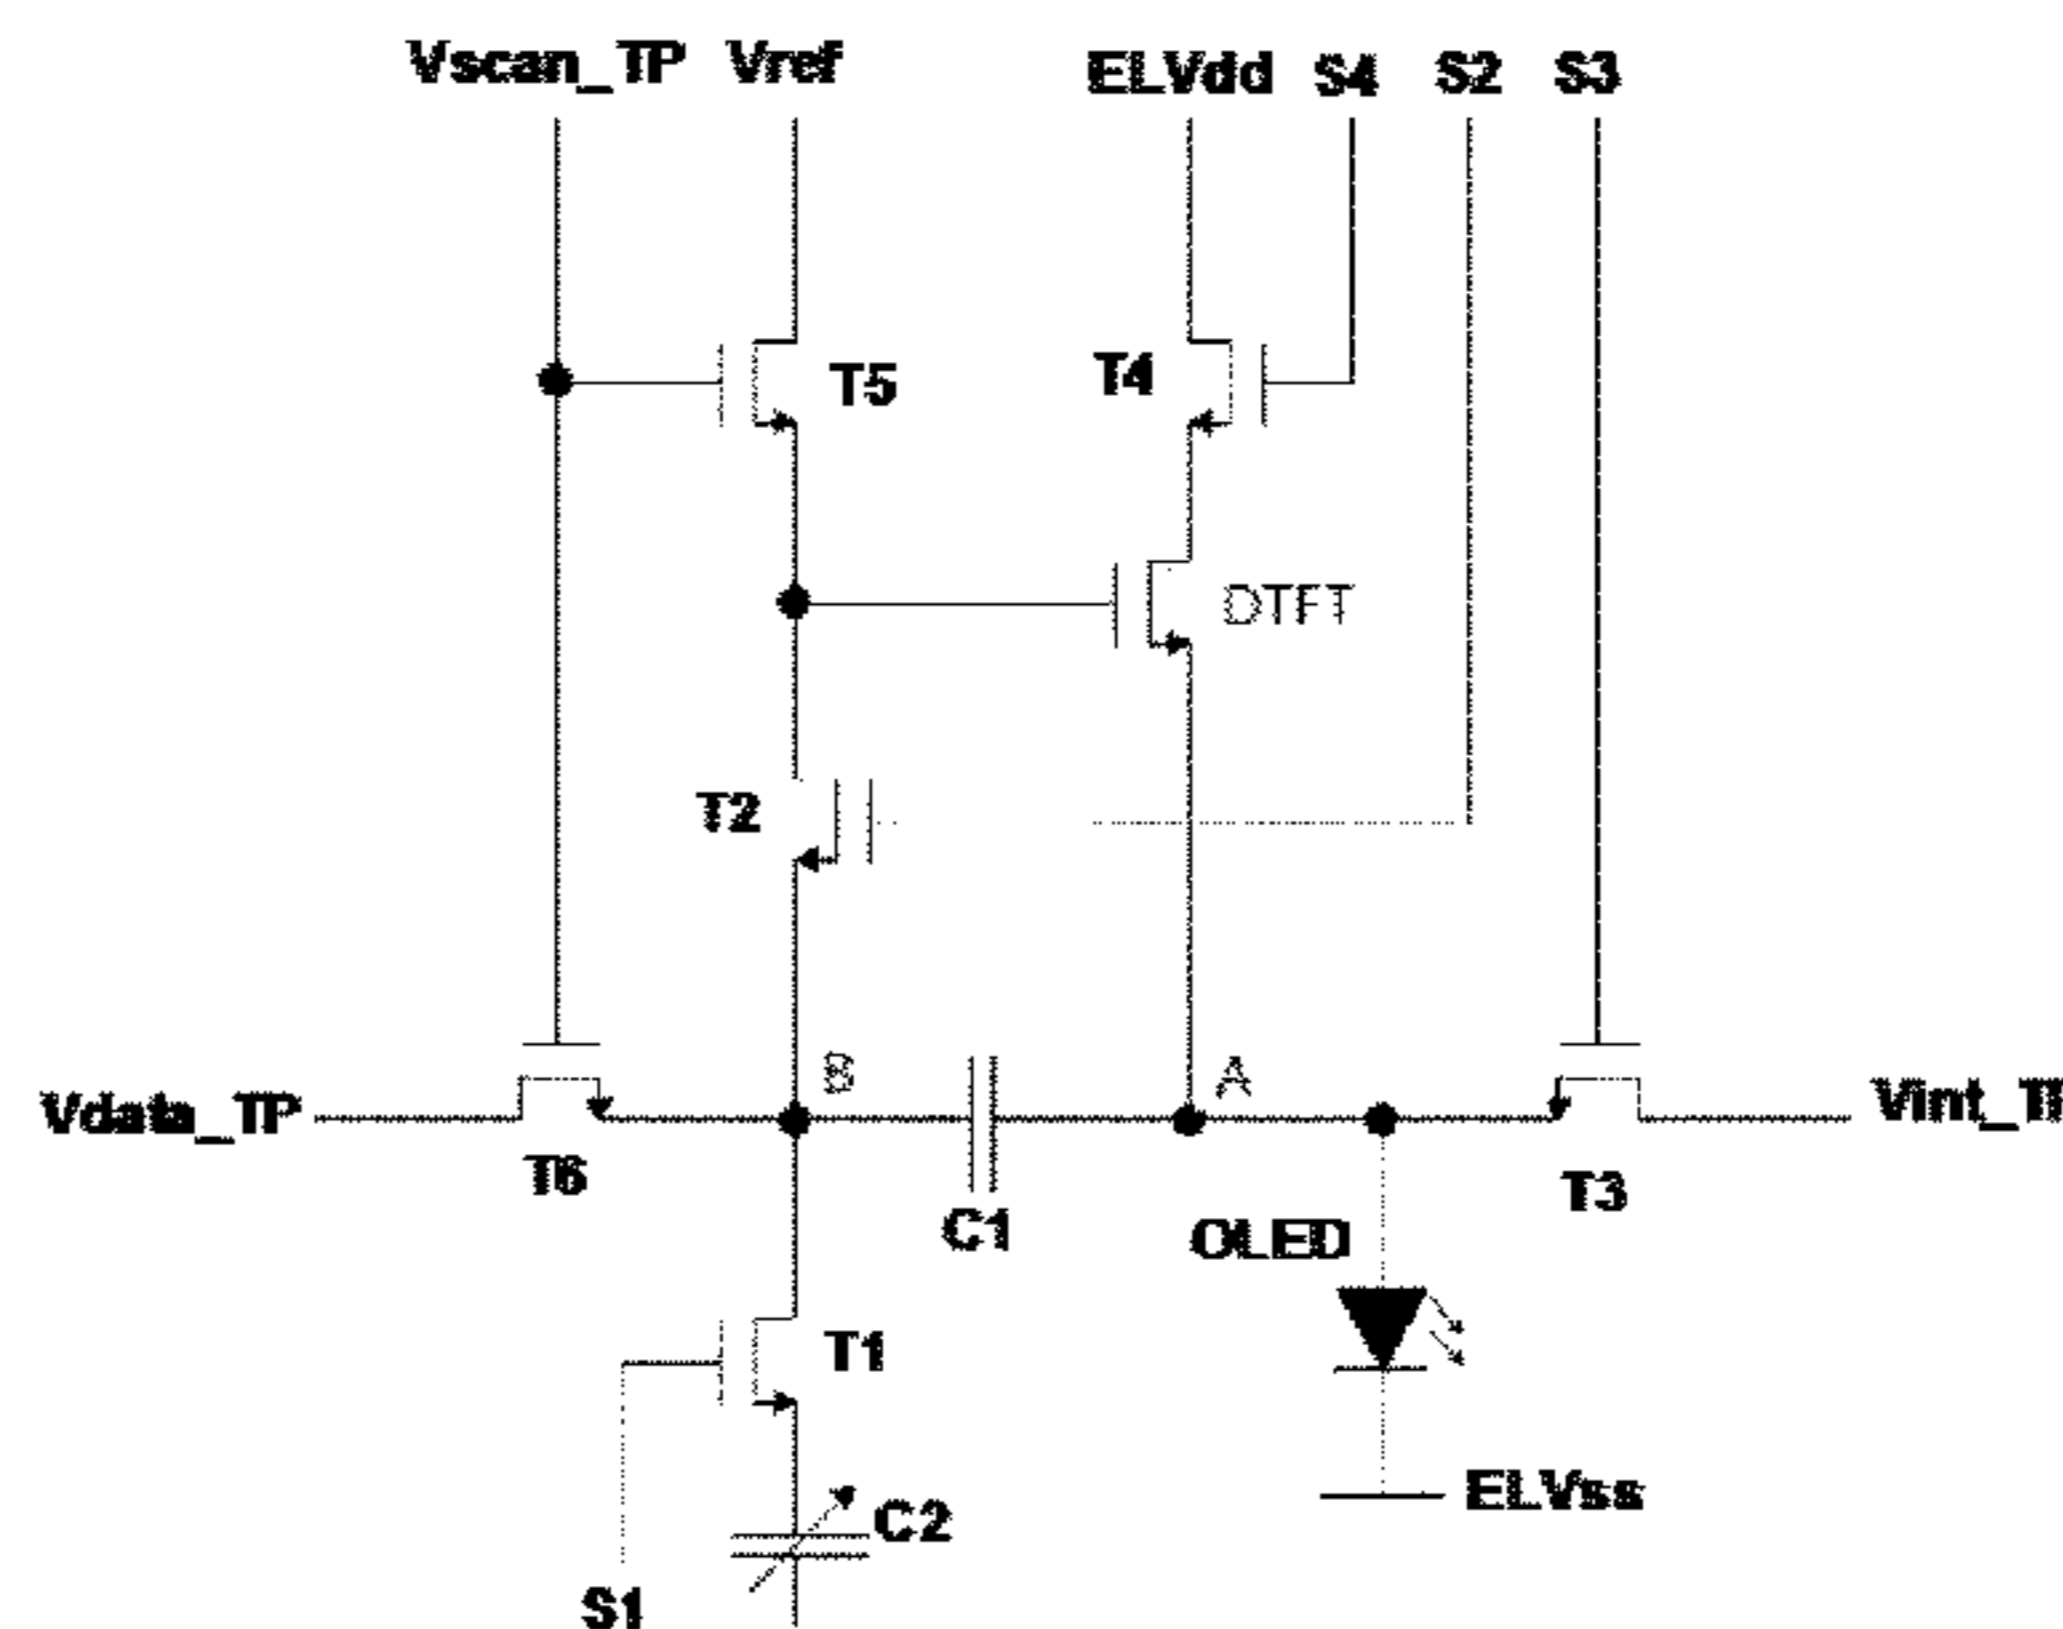 Vscan_TP Vref ELVdd S4 S2 S3
T5 T4
DTFT
T2
B A
Vdata_TP
T6 T3
C1 OLED
T1
C2 ELVss
S1